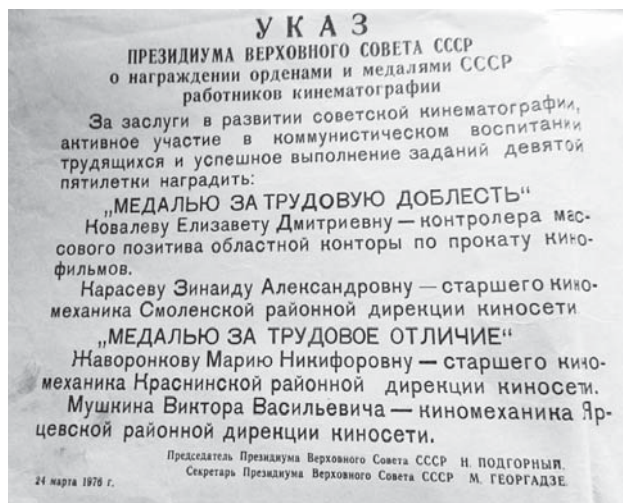 УКАЗ
ПРЕЗИДИУМА ВЕРХОВНОГО СОВЕТА СССР
о награждении орденами и медалями СССР
работников кинематографии
За заслуги в развитии советской кинематографии,
активное участие в коммунистическом воспитании
трудящихся и успешное выполнение заданий девятой
пятилетки наградить:
„МЕДАЛЬЮ ЗА ТРУДОВУЮ ДОБЛЕСТЬ“
Ковалеву Елизавету Дмитриевну — контролера мас-
сового позитива областной конторы по прокату кино-
фильмов.
Карасеву Зинаиду Александровну — старшего кино-
механика Смоленской районной дирекции киносети
„МЕДАЛЬЮ ЗА ТРУДОВОЕ ОТЛИЧИЕ“
Жаворонкову Марию Никифоровну — старшего кино-
механика Краснинской районной дирекции киносети.
Мушкина Виктора Васильевича — киномеханика Яр-
цевской районной дирекции киносети.
Председатель Президиума Верховного Совета СССР Н. ПОДГОРНЫЙ.
Секретарь Президиума Верховного Совета СССР М. ГЕОРГАДЗЕ
24 марта 1976 г.